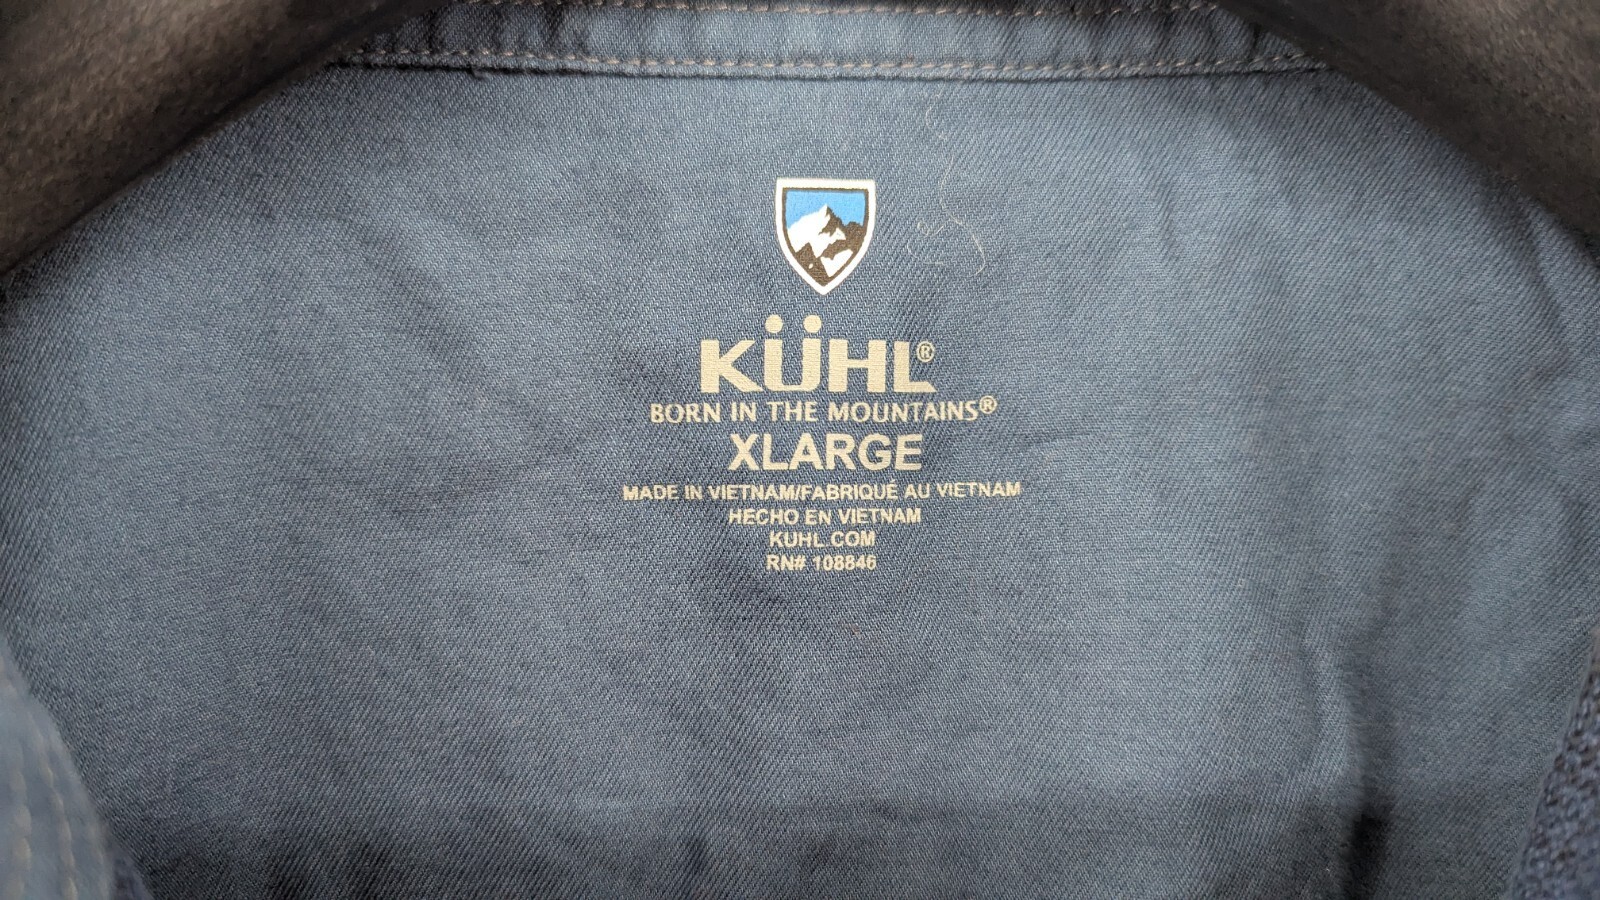 KÜHL®
BORN IN THE MOUNTAINS®
XLARGE
MADE IN VIETNAM/FABRIQUÉ AU VIETNAM
HECHO EN VIETNAM
KUHL.COM
RN# 108846